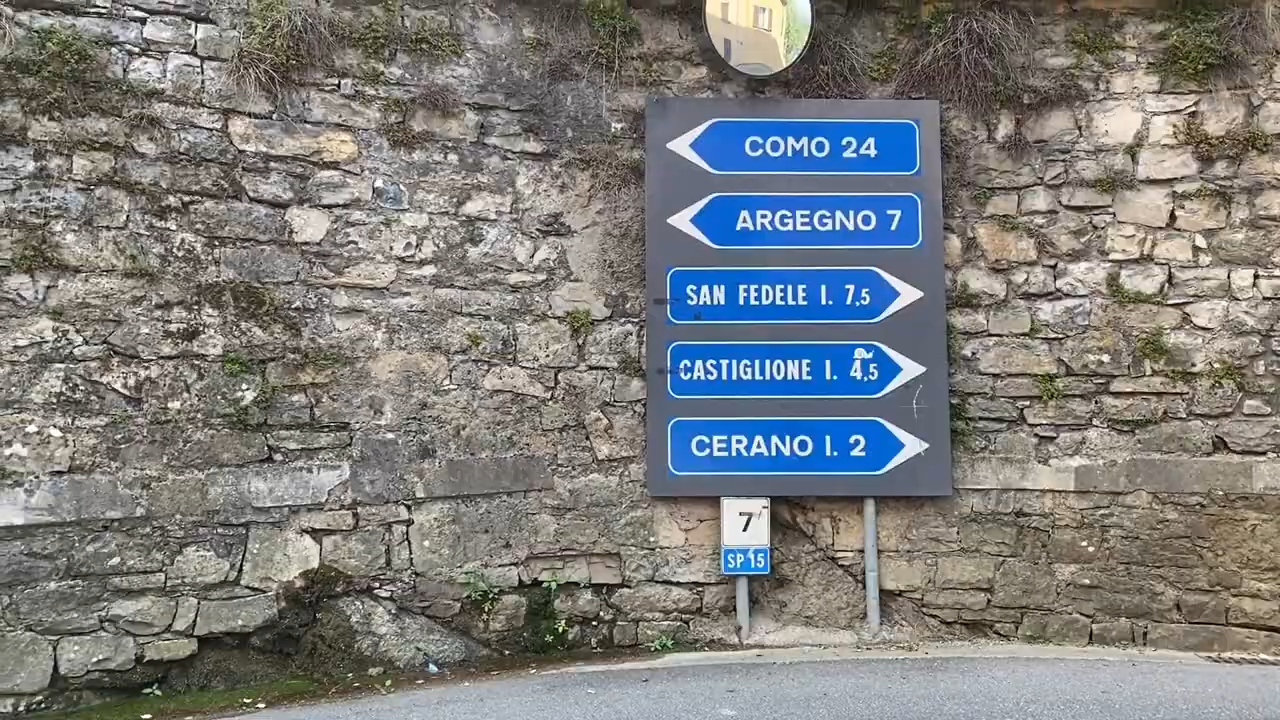 COMO 24
ARGEGNO 7
SAN FEDELE I. 7,5
CASTIGLIONE I. 4,5
CERANO I. 2
7
SP 15